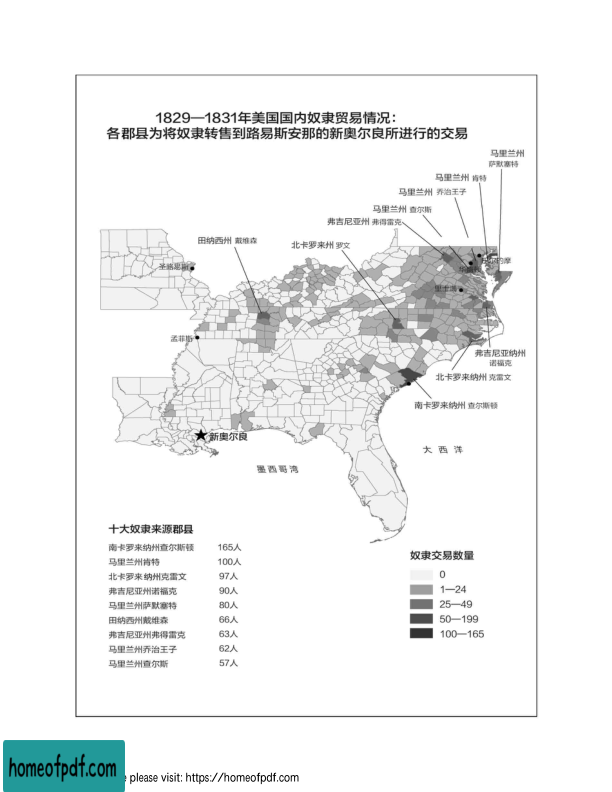 1829—1831年美国国内奴隶贸易情况：
各郡县为将奴隶转售到路易斯安那的新奥尔良所进行的交易
马里兰州
萨默塞特
马里兰州 肯特
马里兰州 乔治王子
马里兰州 查尔斯
弗吉尼亚州 弗得雷克
田纳西州 戴维森
北卡罗来州 罗文
圣路易斯
里士满
孟菲斯
弗吉尼亚纳州
诺福克
北卡罗来纳州 克雷文
南卡罗来纳州 查尔斯顿
新奥尔良
大 西 洋
墨西哥湾
十大奴隶来源郡县
南卡罗来纳州查尔斯顿 165人
马里兰州肯特 100人
北卡罗来纳州克雷文 97人
弗吉尼亚州诺福克 90人
马里兰州萨默塞特 80人
田纳西州戴维森 66人
弗吉尼亚州弗得雷克 63人
马里兰州乔治王子 62人
马里兰州查尔斯 57人
奴隶交易数量
0
1—24
25—49
50—199
100—165
homeofpdf.com
please visit: https://homeofpdf.com